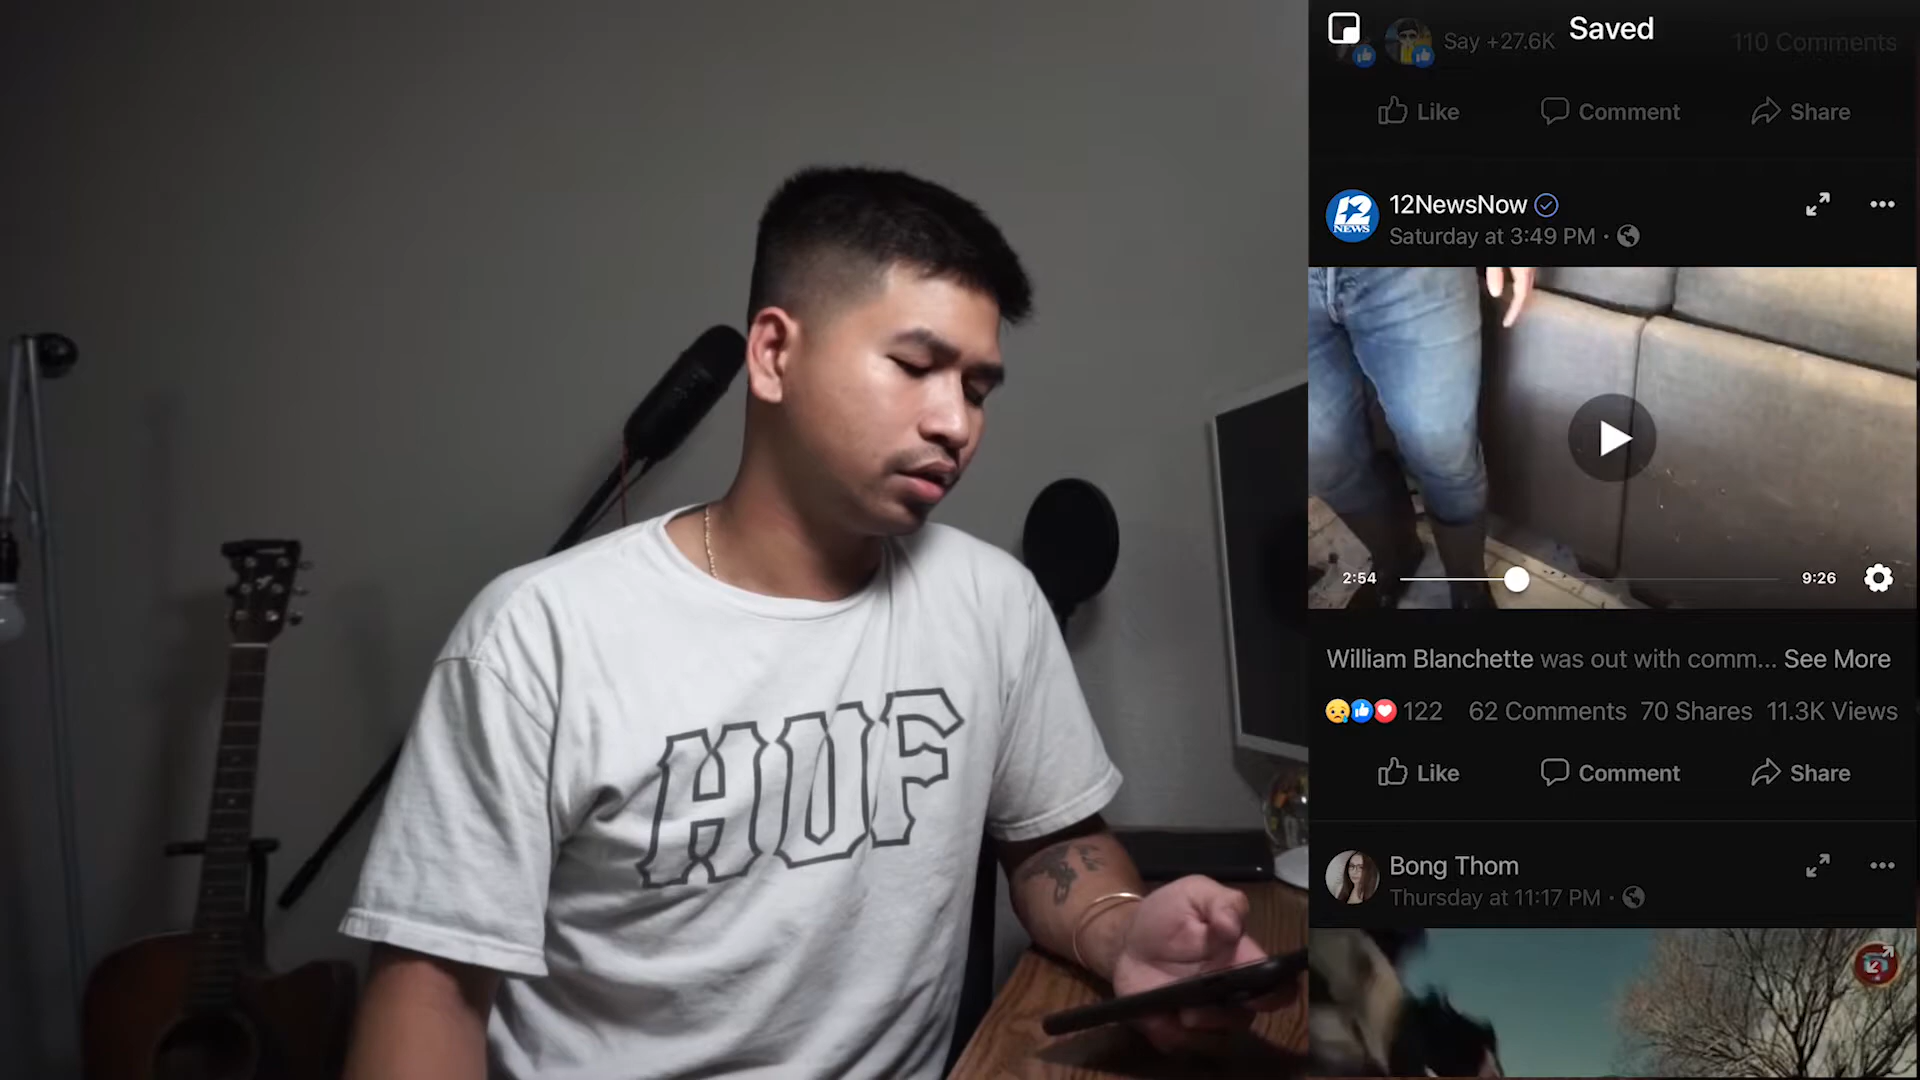 Saved
Say +27.6K 110 Comments
Like Comment Share
12 NEWS
12NewsNow
Saturday at 3:49 PM ·
2:54 9:26
William Blanchette was out with comm... See More
122 62 Comments 70 Shares 11.3K Views
Like Comment Share
Bong Thom
Thursday at 11:17 PM ·
HUF